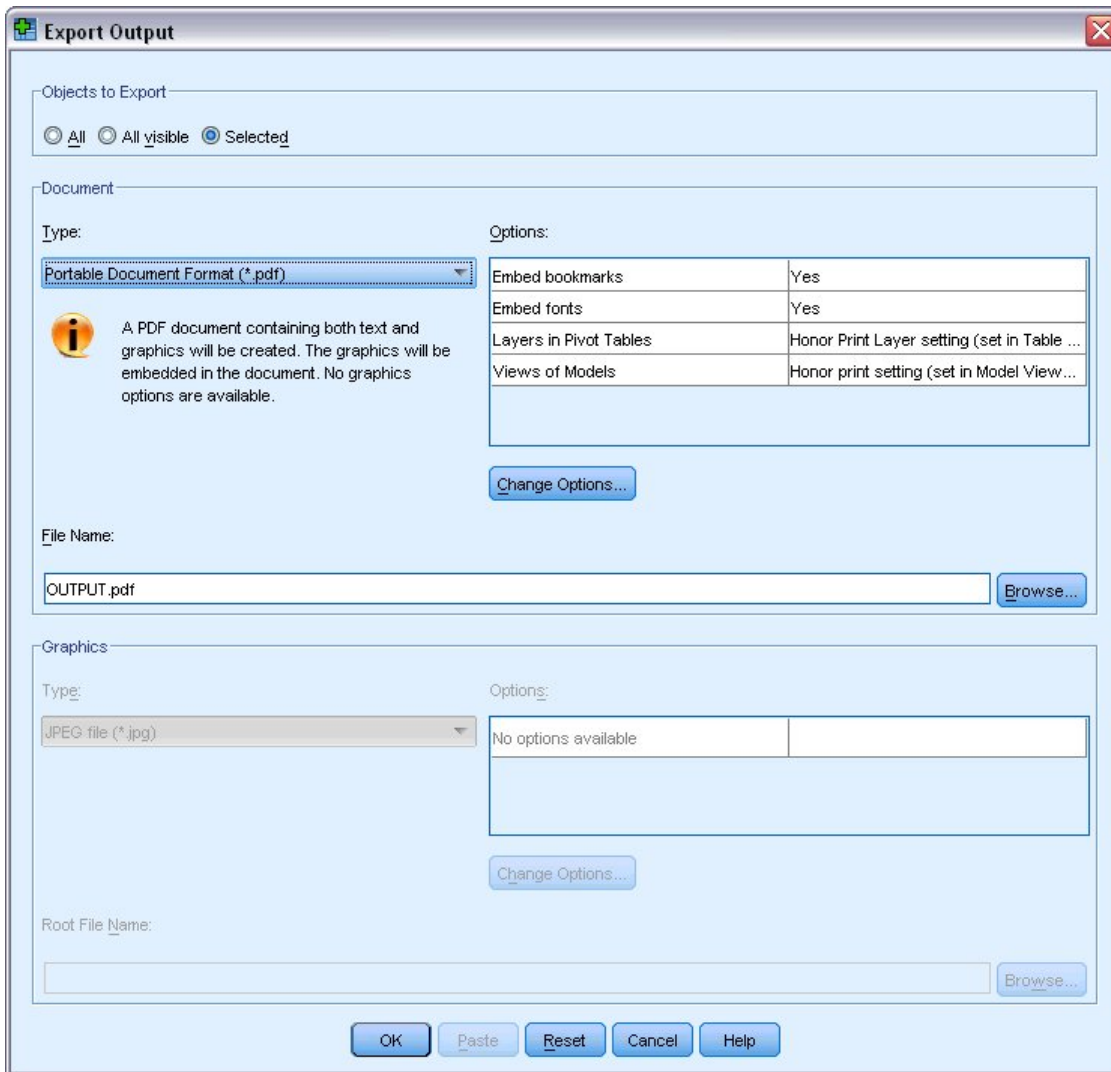 Export Output
Objects to Export
All All visible Selected
Document
Type:
Options:
Portable Document Format (*.pdf)
A PDF document containing both text and
graphics will be created. The graphics will be
embedded in the document. No graphics
options are available.
Embed bookmarks Yes
Embed fonts Yes
Layers in Pivot Tables Honor Print Layer setting (set in Table ...
Views of Models Honor print setting (set in Model View...
Change Options...
File Name:
OUTPUT.pdf
Browse...
Graphics
Type:
Options:
JPEG file (*.jpg)
No options available
Change Options...
Root File Name:
Browse...
OK Paste Reset Cancel Help